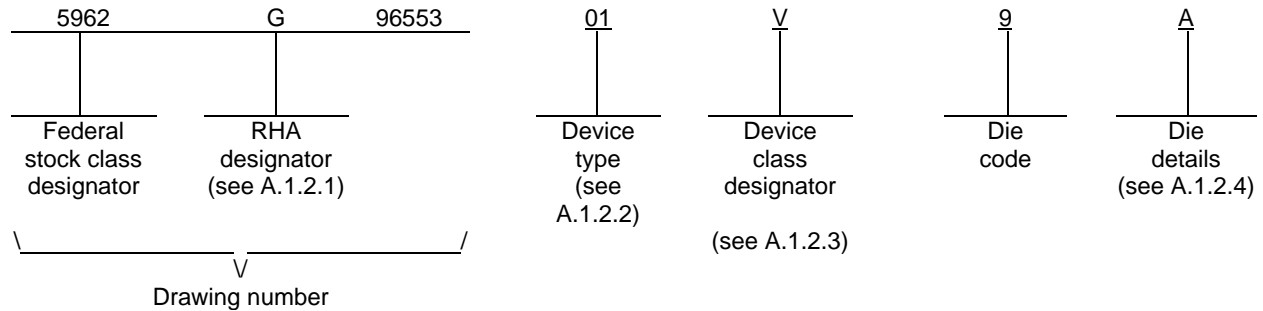 5962 G 96553 01 V 9 A
Federal stock class designator
RHA designator (see A.1.2.1)
Device type (see A.1.2.2)
Device class designator (see A.1.2.3)
Die code
Die details (see A.1.2.4)
Drawing number